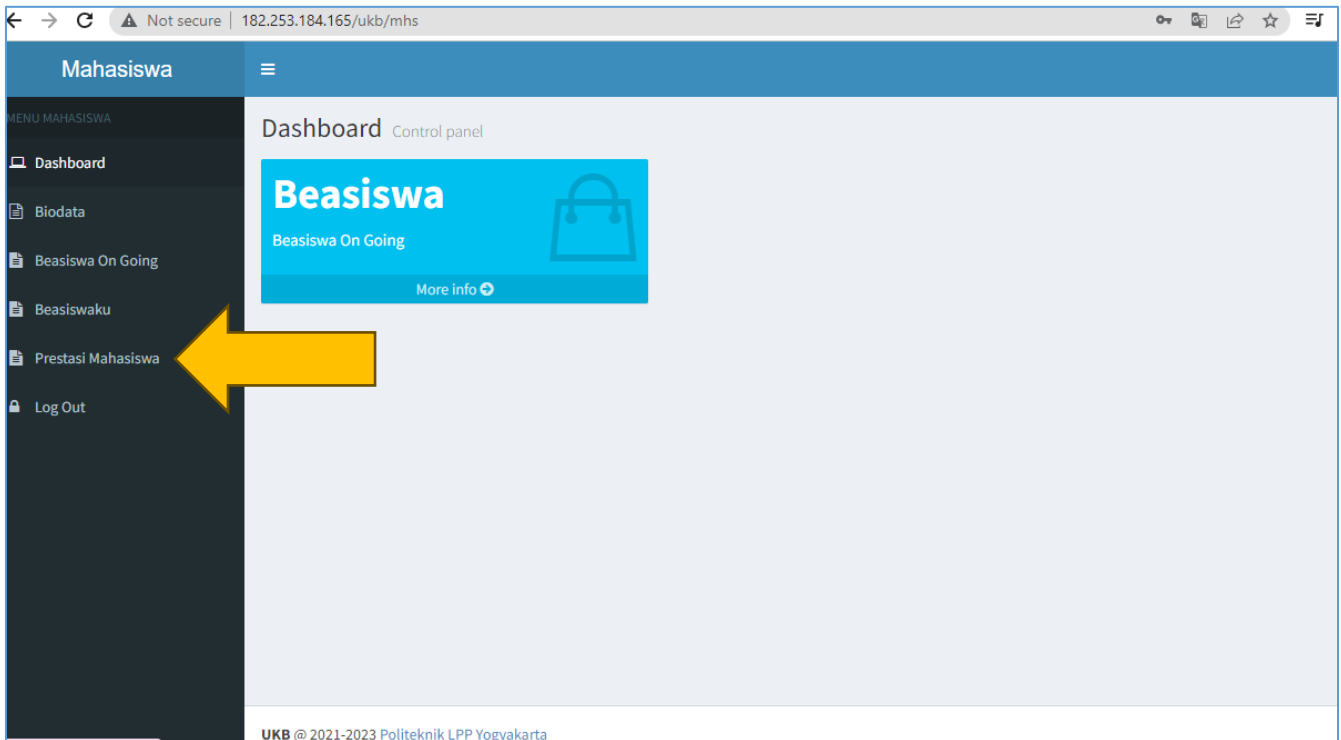 Not secure | 182.253.184.165/ukb/mhs
Mahasiswa
MENU MAHASISWA
Dashboard
Biodata
Beasiswa On Going
Beasiswaku
Prestasi Mahasiswa
Log Out
Dashboard Control panel
Beasiswa
Beasiswa On Going
More info
UKB @ 2021-2023 Politeknik LPP Yogyakarta